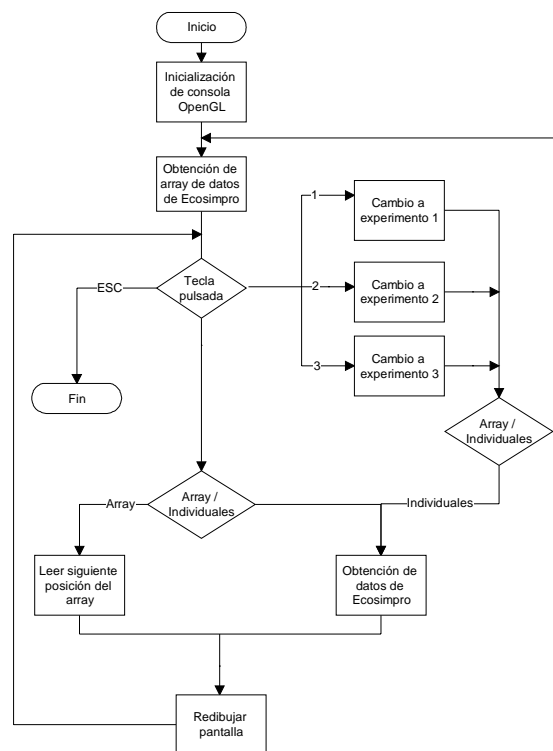 Inicio
Inicialización
de consola
OpenGL
Obtención de
array de datos
de Ecosimpro
1
Cambio a
experimento 1
Tecla
pulsada
ESC
2
Cambio a
experimento 2
3
Cambio a
experimento 3
Fin
Array /
Individuales
Array /
Individuales
Array
Individuales
Leer siguiente
posición del
array
Obtención de
datos de
Ecosimpro
Redibujar
pantalla